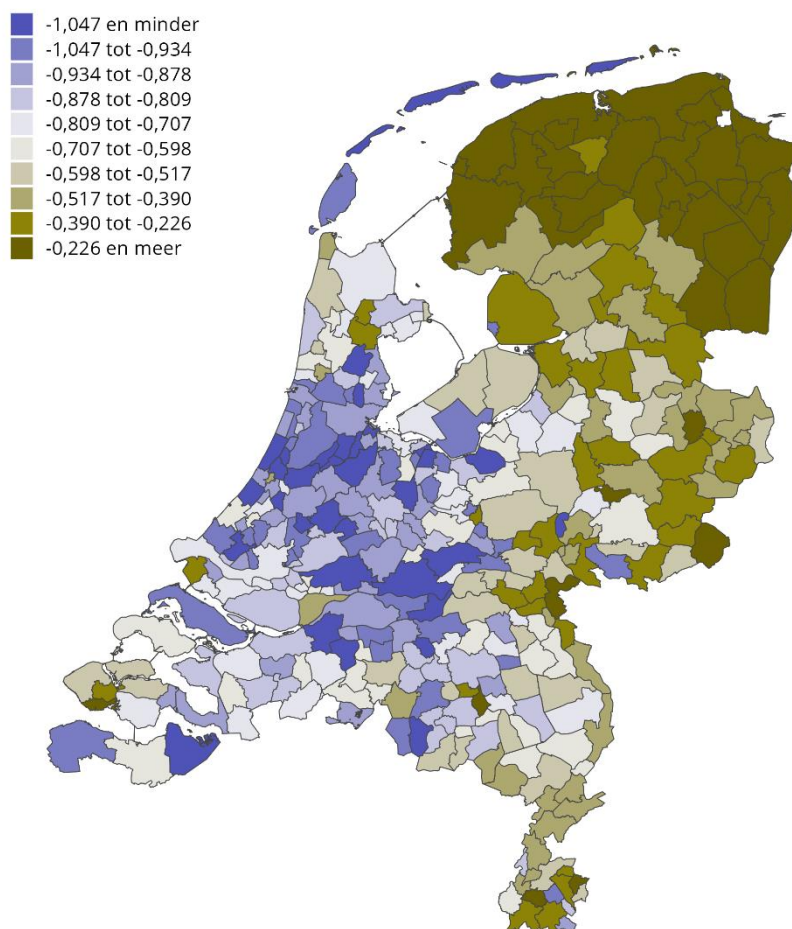 -1,047 en minder
-1,047 tot -0,934
-0,934 tot -0,878
-0,878 tot -0,809
-0,809 tot -0,707
-0,707 tot -0,598
-0,598 tot -0,517
-0,517 tot -0,390
-0,390 tot -0,226
-0,226 en meer